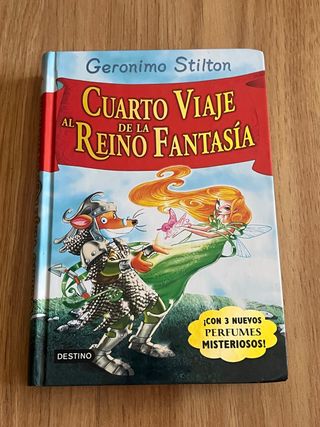 Geronimo Stilton
CUARTO VIAJE
AL DE LA
REINO FANTASÍA
¡CON 3 NUEVOS
PERFUMES
MISTERIOSOS!
DESTINO